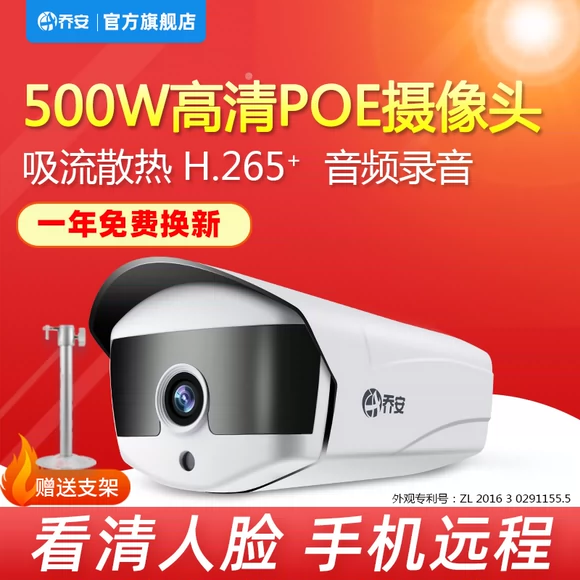 乔安 官方旗舰店
500W高清POE摄像头
吸流散热 H.265+ 音频录音
一年免费换新
乔安
赠送支架
外观专利号：ZL 2016 3 0291155.5
看清人脸 手机远程